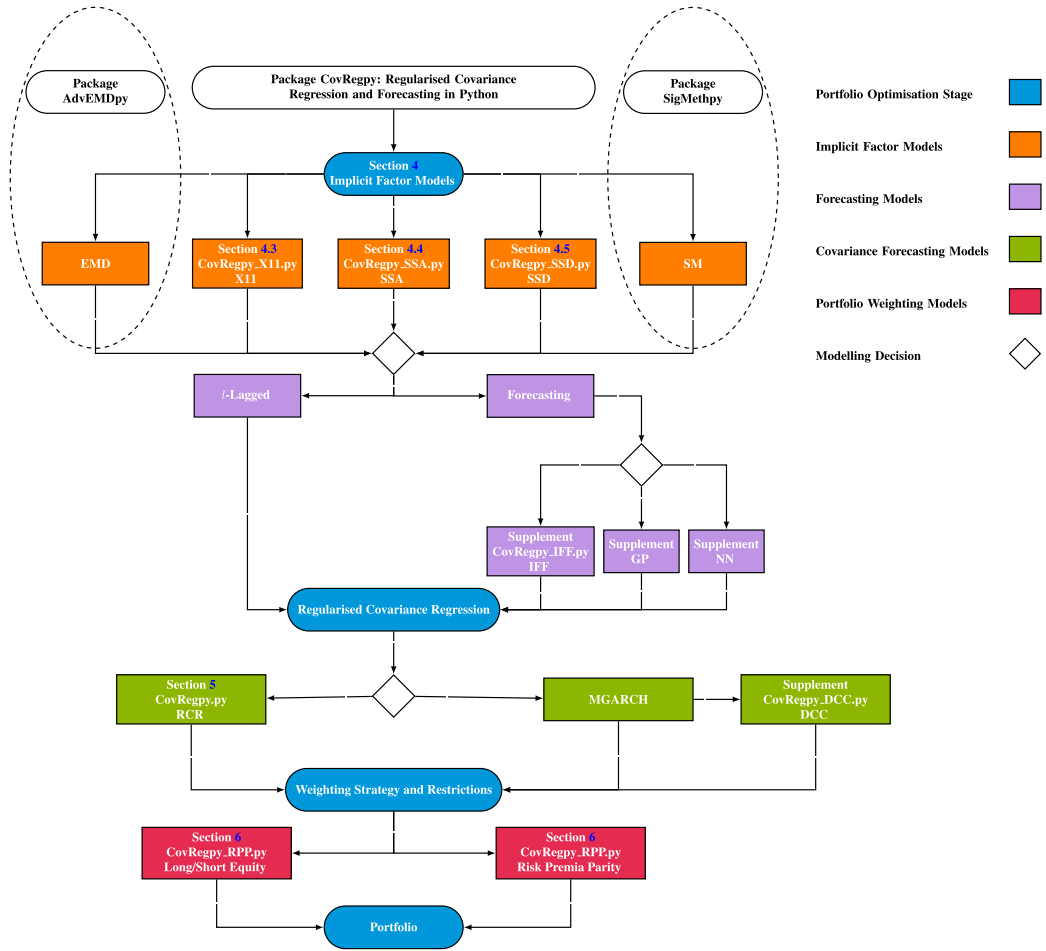 Package
AdvEMDpy
Package CovRegpy: Regularised Covariance
Regression and Forecasting in Python
Package
SigMethpy
Portfolio Optimisation Stage
Implicit Factor Models
Forecasting Models
Covariance Forecasting Models
Portfolio Weighting Models
Modelling Decision
Section 4
Implicit Factor Models
EMD
Section 4.3
CovRegpy_X11.py
X11
Section 4.4
CovRegpy_SSA.py
SSA
Section 4.5
CovRegpy_SSD.py
SSD
SM
l-Lagged
Forecasting
Supplement
CovRegpy_IFF.py
IFF
Supplement
GP
Supplement
NN
Regularised Covariance Regression
Section 5
CovRegpy.py
RCR
MGARCH
Supplement
CovRegpy_DCC.py
DCC
Weighting Strategy and Restrictions
Section 6
CovRegpy_RPP.py
Long/Short Equity
Section 6
CovRegpy_RPP.py
Risk Premia Parity
Portfolio